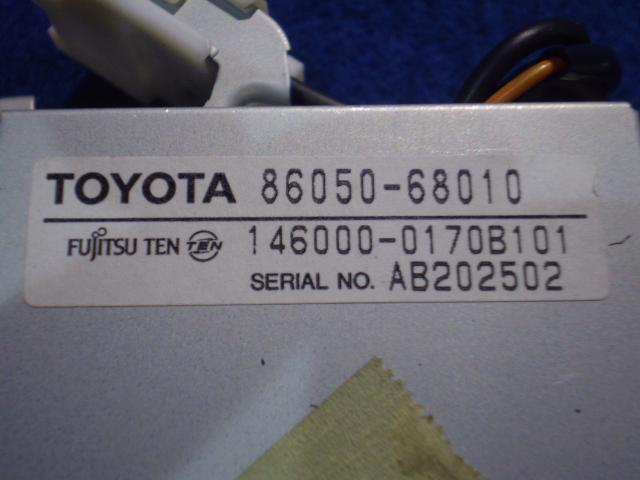 TOYOTA 86050-68010
FUJITSU TEN TEN 146000-0170B101
SERIAL NO. AB202502